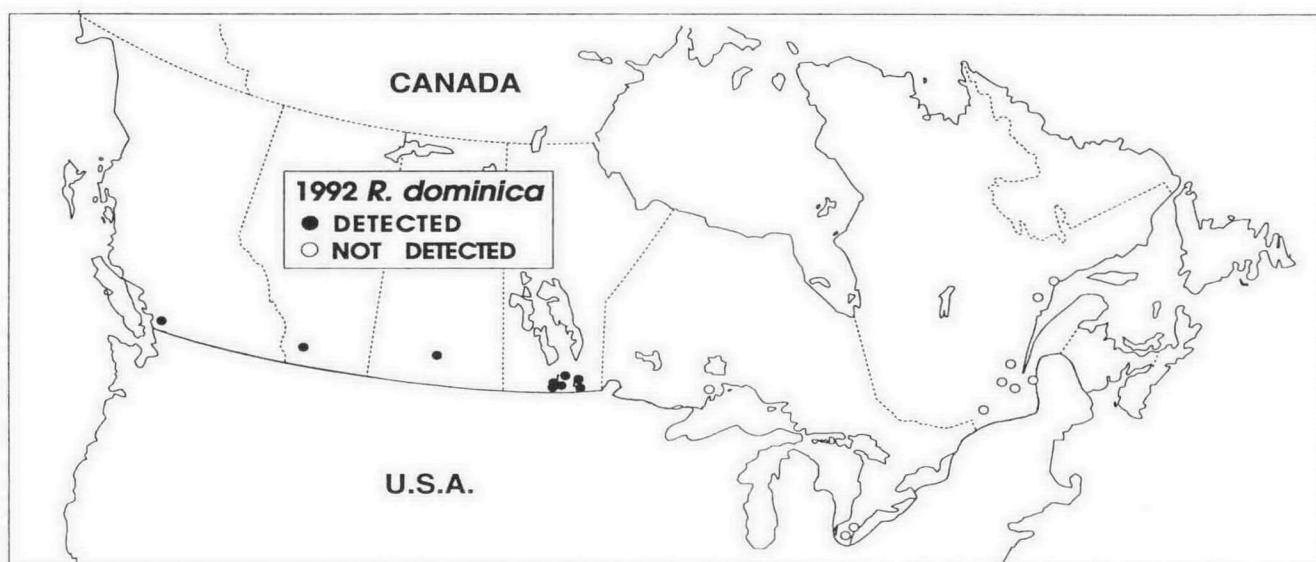 CANADA
1992 R. dominica
DETECTED
NOT DETECTED
U.S.A.